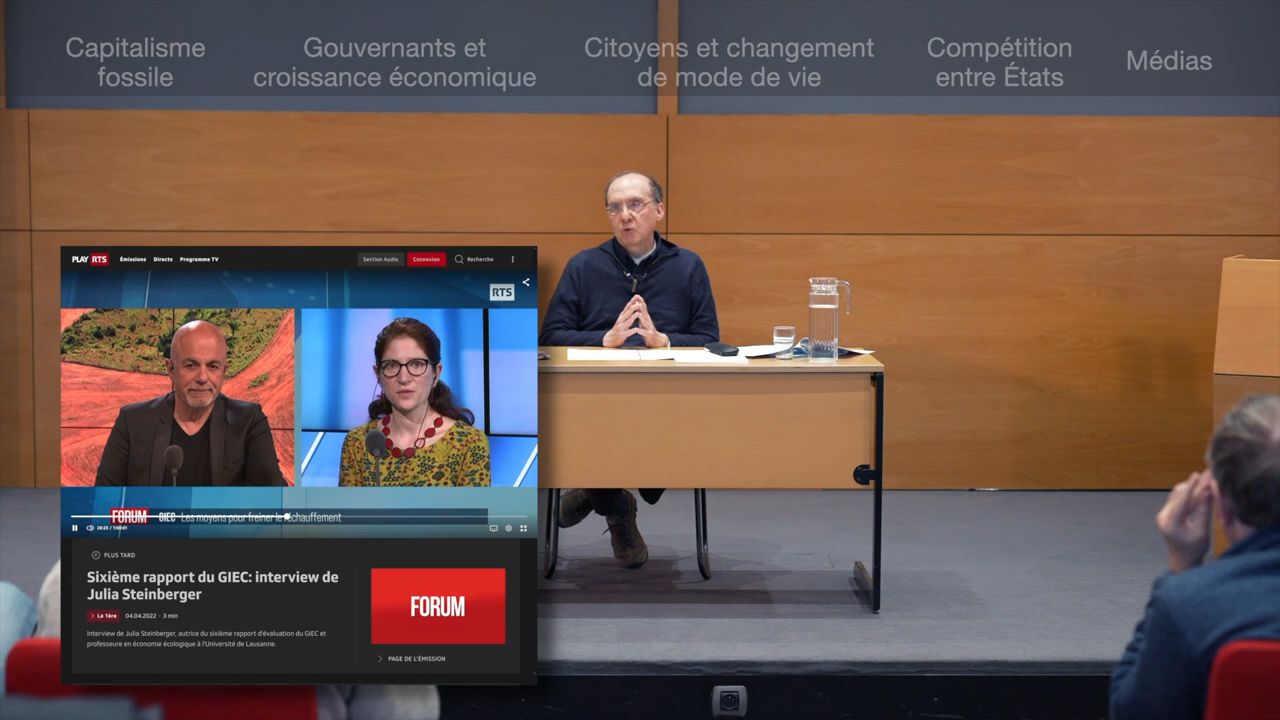 Capitalisme
fossile
Gouvernants et
croissance économique
Citoyens et changement
de mode de vie
Compétition
entre États
Médias
PLAY RTS Émissions Directs Programme TV Section Audio Connexion Recherche
RTS
FORUM GIEC Les moyens pour freiner le réchauffement
PLUS TARD
Sixième rapport du GIEC: interview de
Julia Steinberger
La 1ère 04.04.2022 - 3 min
Interview de Julia Steinberger, autrice du sixième rapport d'évaluation du GIEC et
professeure en économie écologique à l'Université de Lausanne.
FORUM
PAGE DE L'ÉMISSION